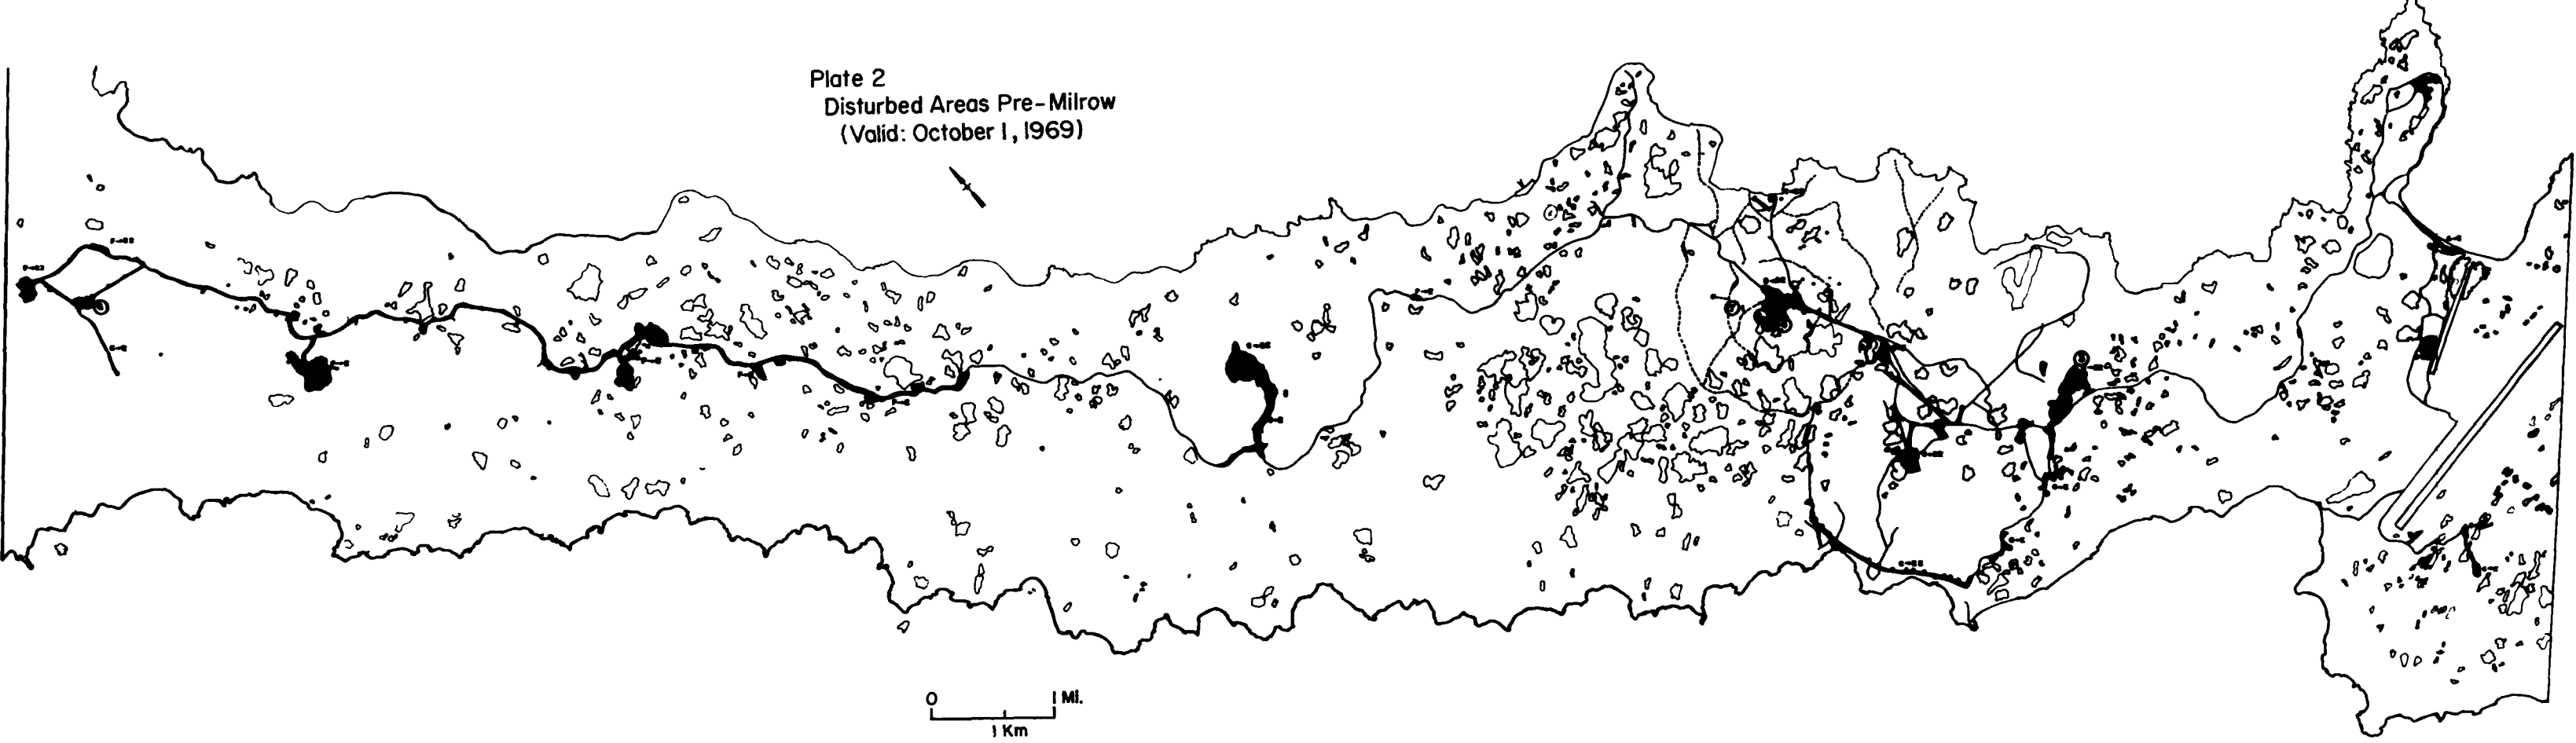 Plate 2
Disturbed Areas Pre-Milrow
(Valid: October 1, 1969)
0 1 Mi.
1 Km